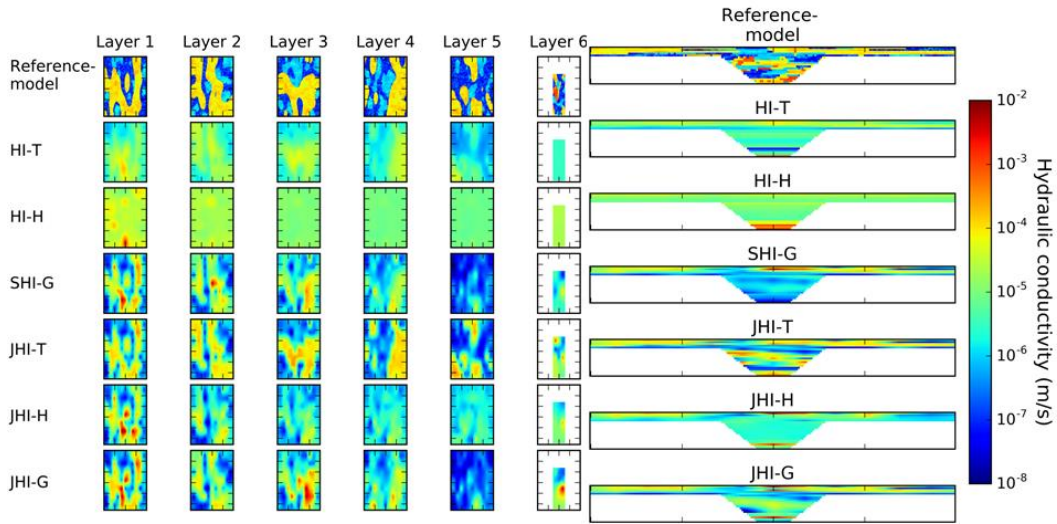 Reference-
model
Layer 1 Layer 2 Layer 3 Layer 4 Layer 5 Layer 6
Reference-
model
HI-T
HI-H
SHI-G
JHI-T
JHI-H
JHI-G
HI-T
HI-H
SHI-G
JHI-T
JHI-H
JHI-G
10⁻²
10⁻³
10⁻⁴
10⁻⁵
10⁻⁶
10⁻⁷
10⁻⁸
Hydraulic conductivity (m/s)